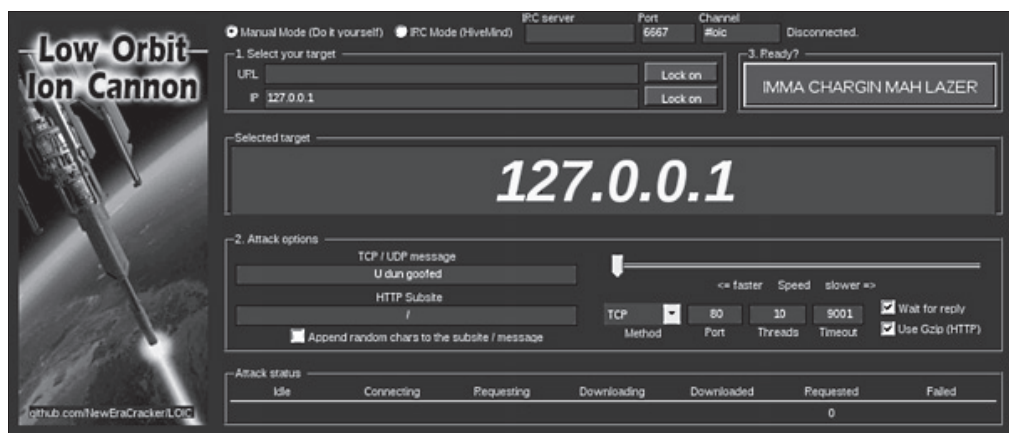 Low Orbit
Ion Cannon
github.com/NewEraCracker/LOIC
Manual Mode (Do it yourself) IRC Mode (HiveMind) IRC server Port 6667 Channel #loic Disconnected.
1. Select your target
URL Lock on
IP 127.0.0.1 Lock on
3. Ready?
IMMA CHARGIN MAH LAZER
Selected target
127.0.0.1
2. Attack options
TCP / UDP message
U dun goofed
HTTP Subsite
/
Append random chars to the subsite / message
<= faster Speed slower =>
TCP 80 10 9001
Method Port Threads Timeout
Wait for reply
Use Gzip (HTTP)
Attack status
Idle Connecting Requesting Downloading Downloaded Requested Failed
0